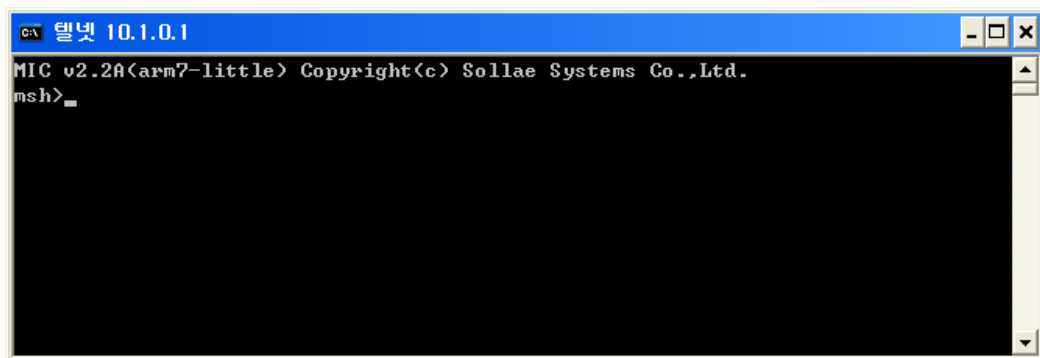 텔넷 10.1.0.1
MIC v2.2A(arm7-little) Copyright(c) Sollae Systems Co.,Ltd.
msh>_